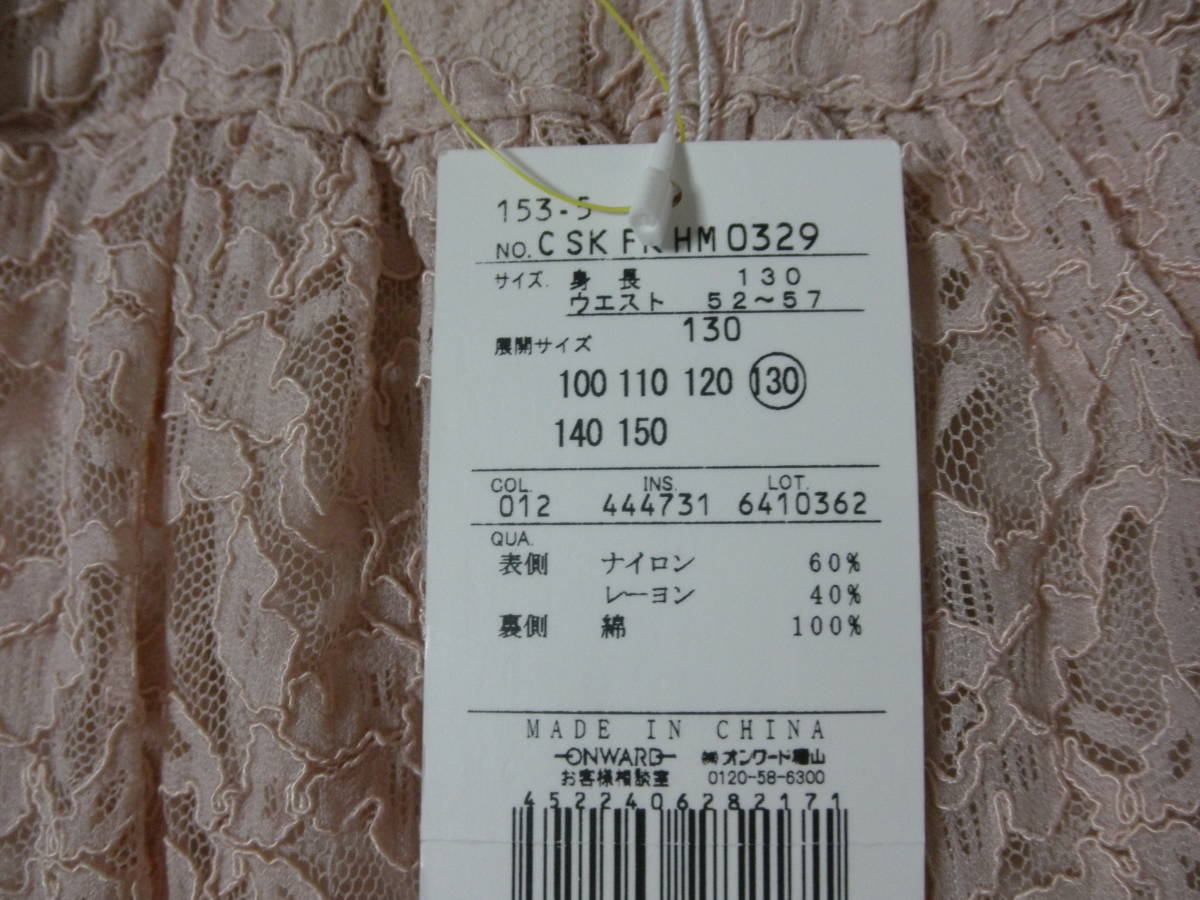 153-5
NO. CSKFKHM0329
サイズ. 身長 130
ウエスト 52～57
130
展開サイズ
100 110 120 130
140 150
COL. INS. LOT.
012 444731 6410362
QUA.
表側 ナイロン 60%
レーヨン 40%
裏側 綿 100%
MADE IN CHINA
ONWARD ㈱オンワード樫山
お客様相談室 0120-58-6300
4522406282171